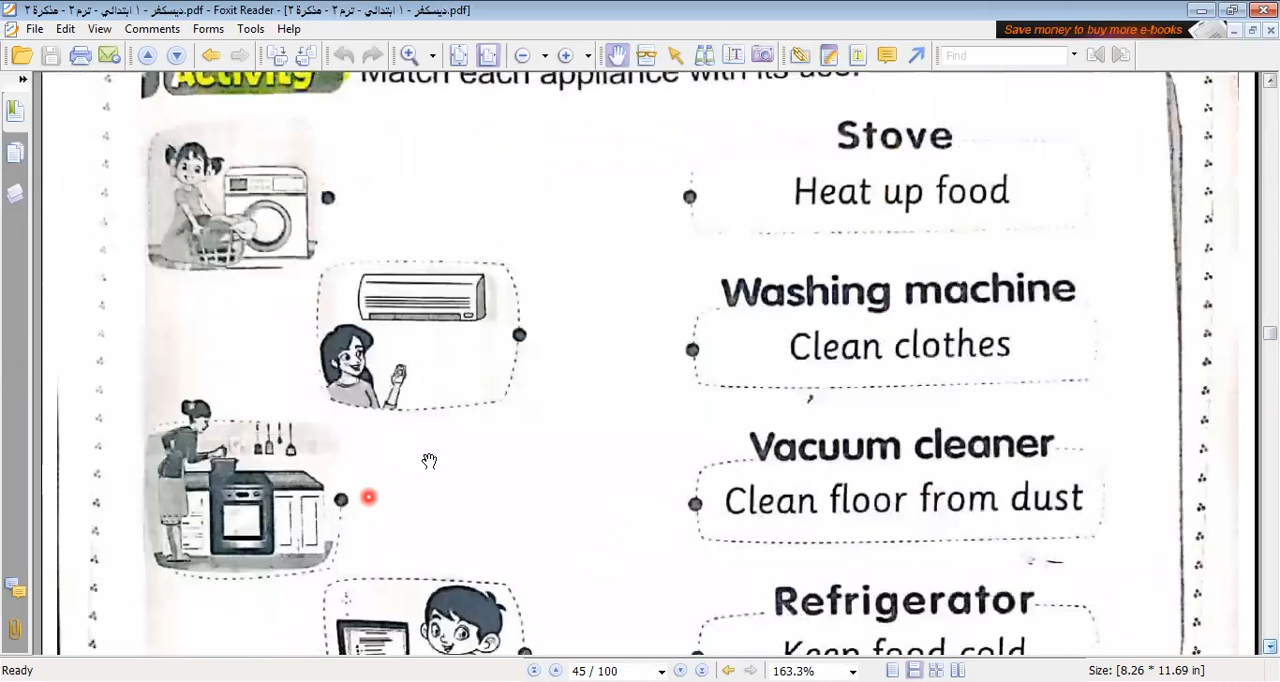 ديسكفر - ١ ابتدائي - ترم ٢ - مذكرة ٢.pdf - Foxit Reader - [ديسكفر - ١ ابتدائي - ترم ٢ - مذكرة ٢.pdf]
File Edit View Comments Forms Tools Help
Save money to buy more e-books
Find
Activity Match each appliance with its use.
Stove
Heat up food
Washing machine
Clean clothes
Vacuum cleaner
Clean floor from dust
Refrigerator
Keep food cold
Ready
45 / 100
163.3%
Size: [8.26 * 11.69 in]